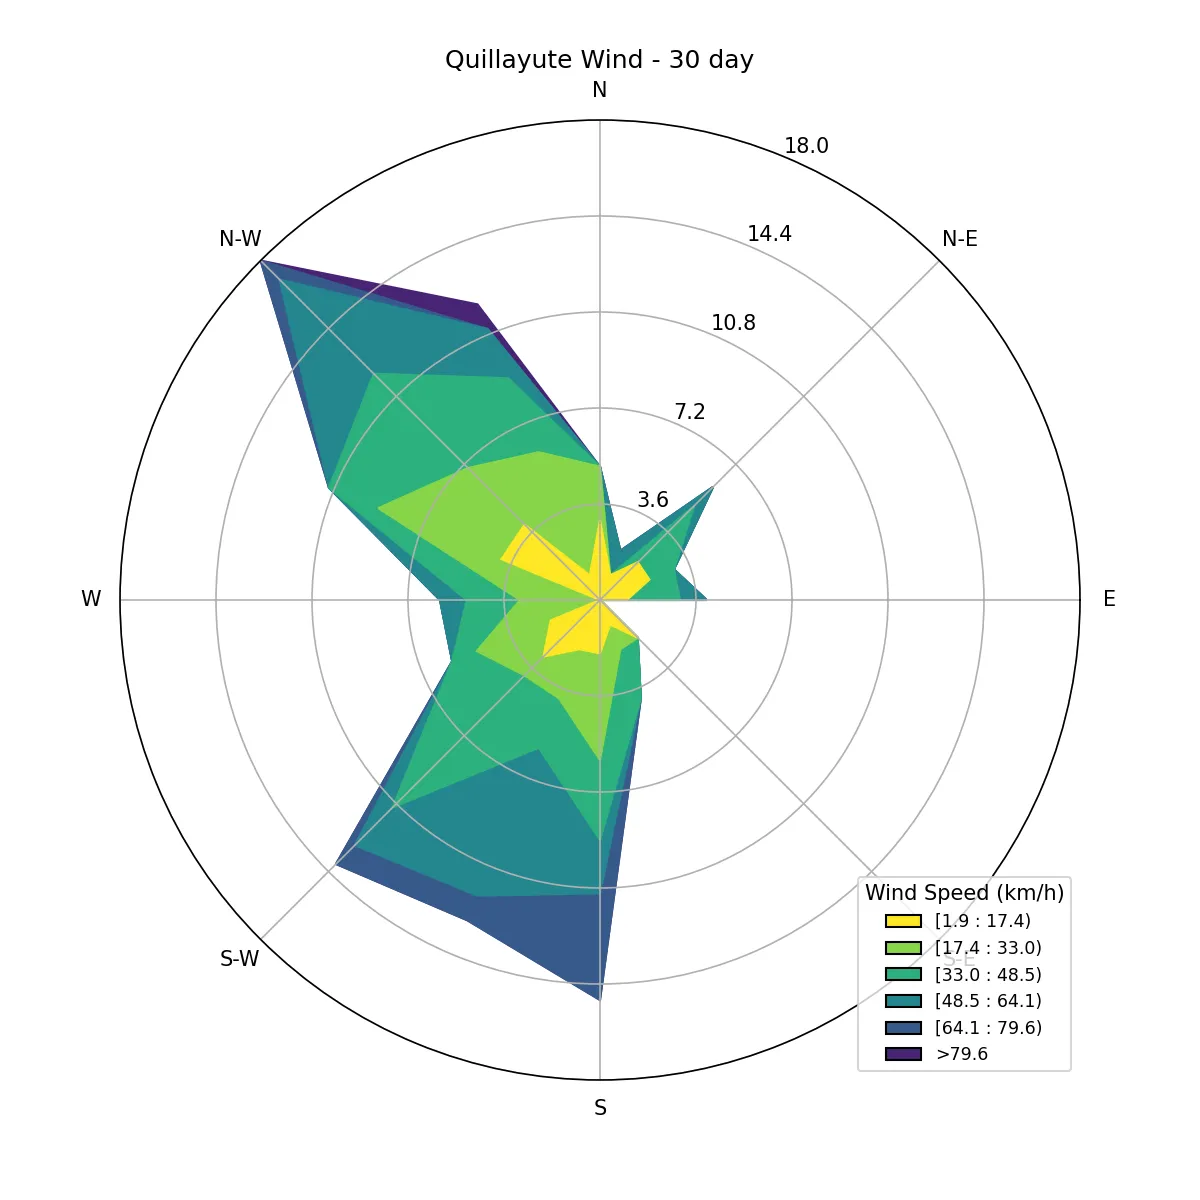 Quillayute Wind - 30 day
N
18.0
14.4
N-W
N-E
10.8
7.2
3.6
W
E
Wind Speed (km/h)
[1.9 : 17.4)
[17.4 : 33.0)
S-W
S-E
[33.0 : 48.5)
[48.5 : 64.1)
[64.1 : 79.6)
>79.6
S